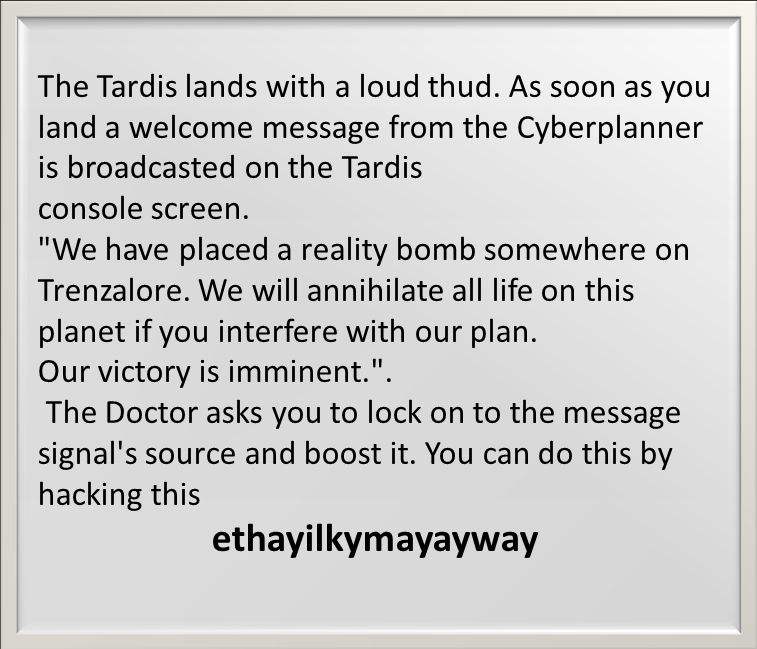 The Tardis lands with a loud thud. As soon as you
land a welcome message from the Cyberplanner
is broadcasted on the Tardis
console screen.
"We have placed a reality bomb somewhere on
Trenzalore. We will annihilate all life on this
planet if you interfere with our plan.
Our victory is imminent.".
The Doctor asks you to lock on to the message
signal's source and boost it. You can do this by
hacking this
ethayilkymayayway